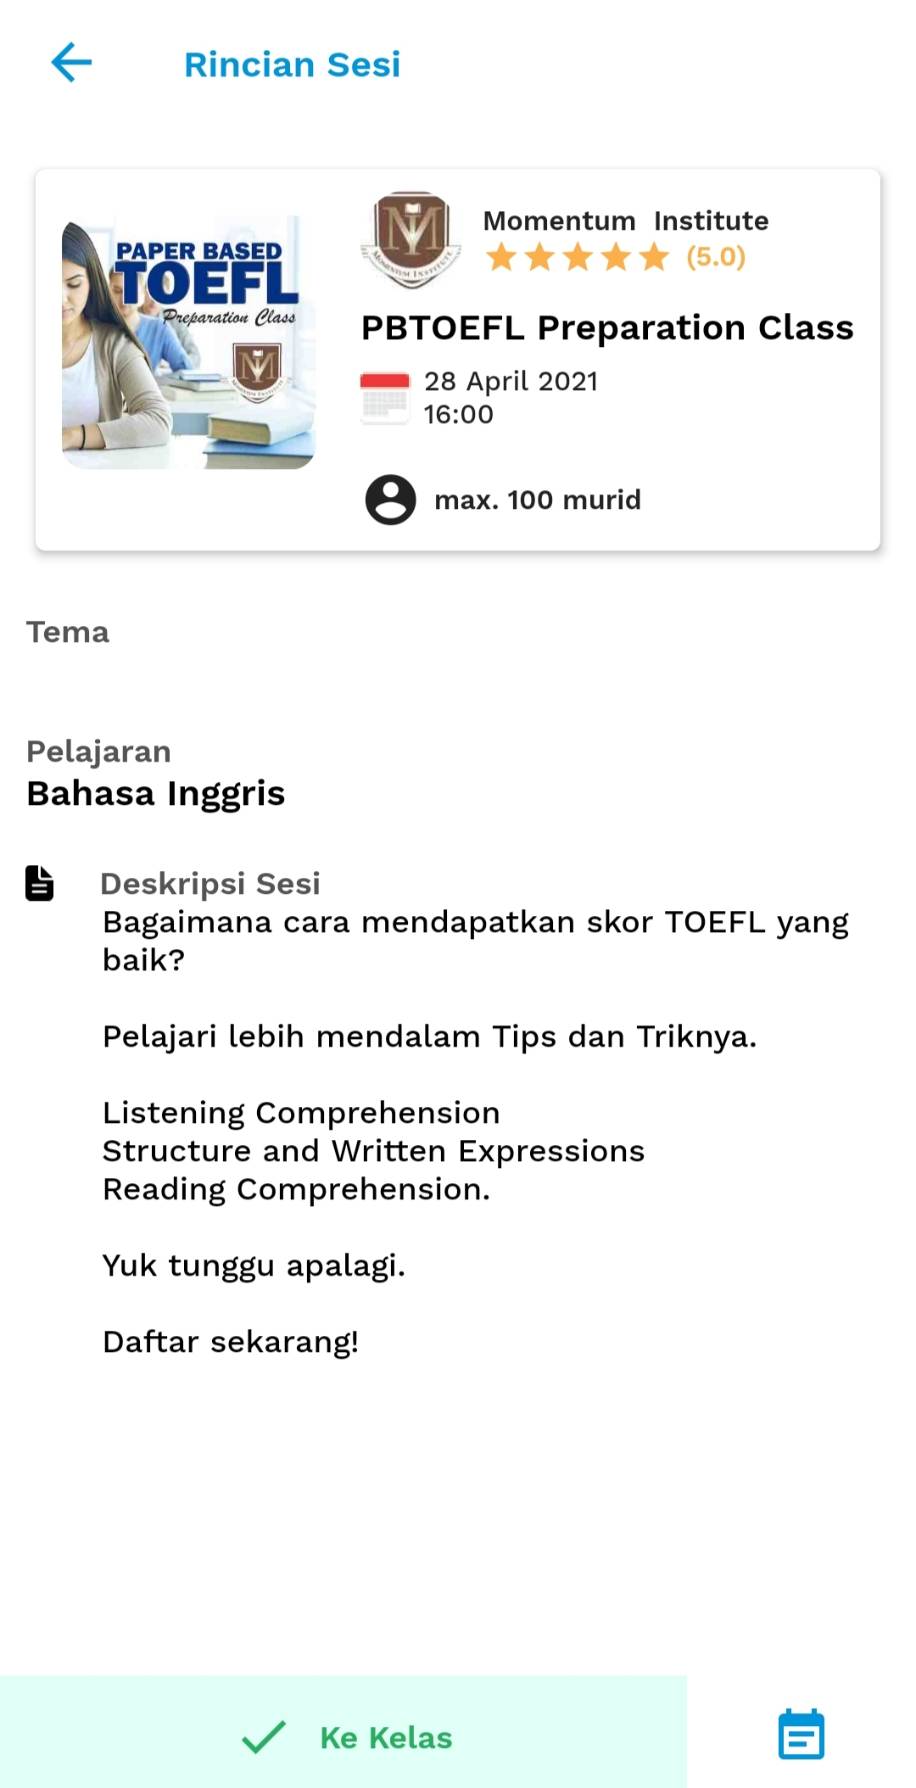 Rincian Sesi
PAPER BASED
TOEFL
Preparation Class
Momentum Institute
(5.0)
PBTOEFL Preparation Class
28 April 2021
16:00
max. 100 murid
Tema
Pelajaran
Bahasa Inggris
Deskripsi Sesi
Bagaimana cara mendapatkan skor TOEFL yang
baik?
Pelajari lebih mendalam Tips dan Triknya.
Listening Comprehension
Structure and Written Expressions
Reading Comprehension.
Yuk tunggu apalagi.
Daftar sekarang!
Ke Kelas